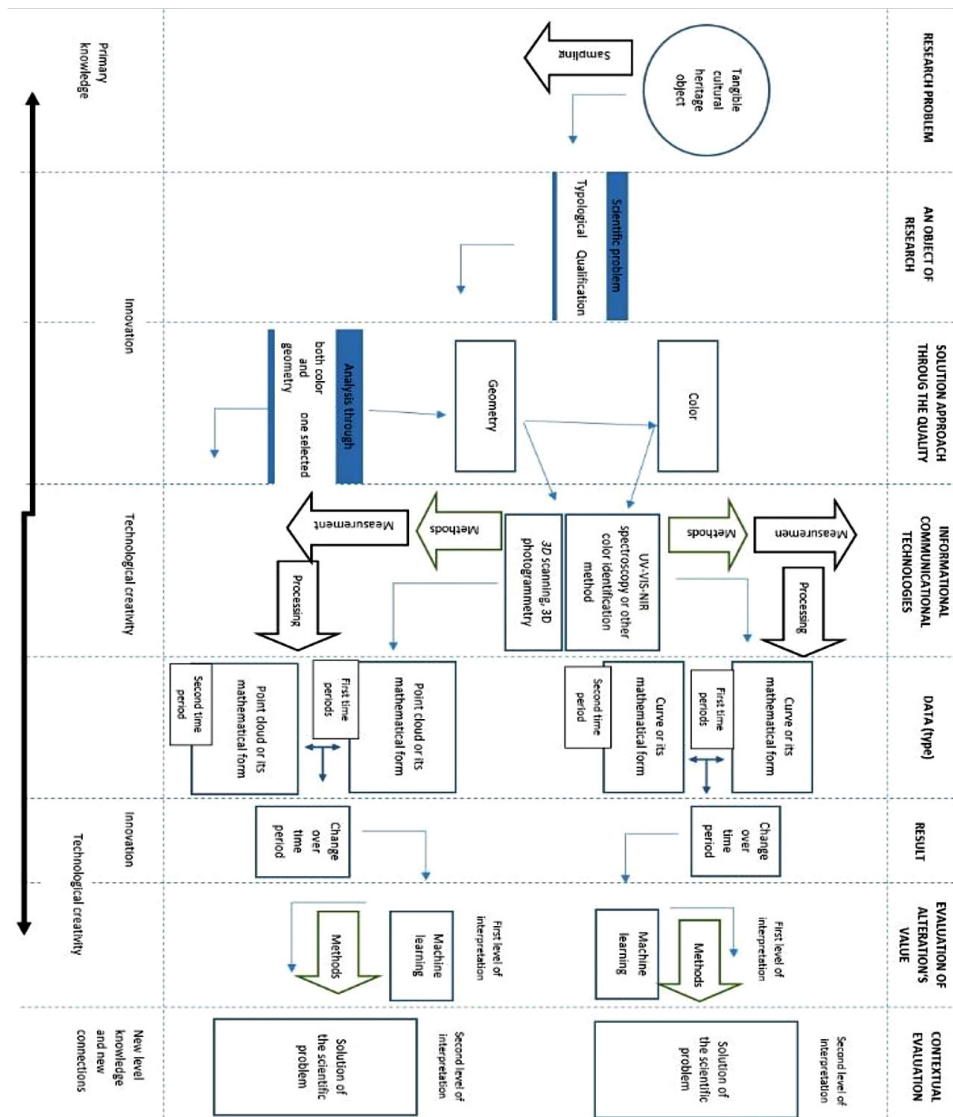 RESEARCH PROBLEM
Tangible
cultural
heritage
object
Sampling
Primary
knowledge
AN OBJECT OF
RESEARCH
Scientific problem
Typological Qualification
Innovation
SOLUTION APPROACH
THROUG THE QUALITY
Color
Geometry
Analysis through
both color one selected
and
geometry
INFORMATIONAL
COMMUNICATIONAL
TECHNOLOGIES
Measuremen
Processing
Methods
UV-VIS-NIR
spectroscopy or other
color identification
method
3D scanning, 3D
photogrammetry
Methods
Measurement
Processing
Technological creativity
DATA (type)
Curve or its
mathematical form
First time
periods
Curve or its
mathematical form
Second time
period
Point cloud or its
mathematical form
First time
periods
Point cloud or its
mathematical form
Second time
period
RESULT
Change
over
time
period
Change
over
time
period
Innovation
EVALUATION OF
ALTERATION'S
VALUE
First level of
interpretation
Methods
Machine
learning
First level of
interpretation
Machine
learning
Methods
Technological creativity
CONTEXTUAL
EVALUATION
Second level of
interpretation
Solution of
the scientific
problem
Second level of
interpretation
Solution of
the scientific
problem
New level
knowledge
and new
connections